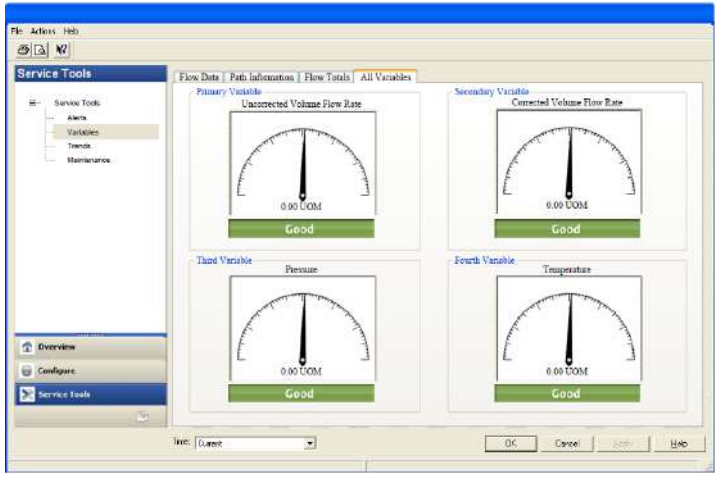 File Actions Help
Service Tools
Service Tools
Alerts
Variables
Trends
Maintenance
Overview
Configure
Service Tools
Flow Data Path Information Flow Totals All Variables
Primary Variable
Uncorrected Volume Flow Rate
0.00 UOM
Good
Secondary Variable
Corrected Volume Flow Rate
0.00 UOM
Good
Third Variable
Pressure
0.00 UOM
Good
Fourth Variable
Temperature
0.00 UOM
Good
Time: Current
OK Cancel Apply Help